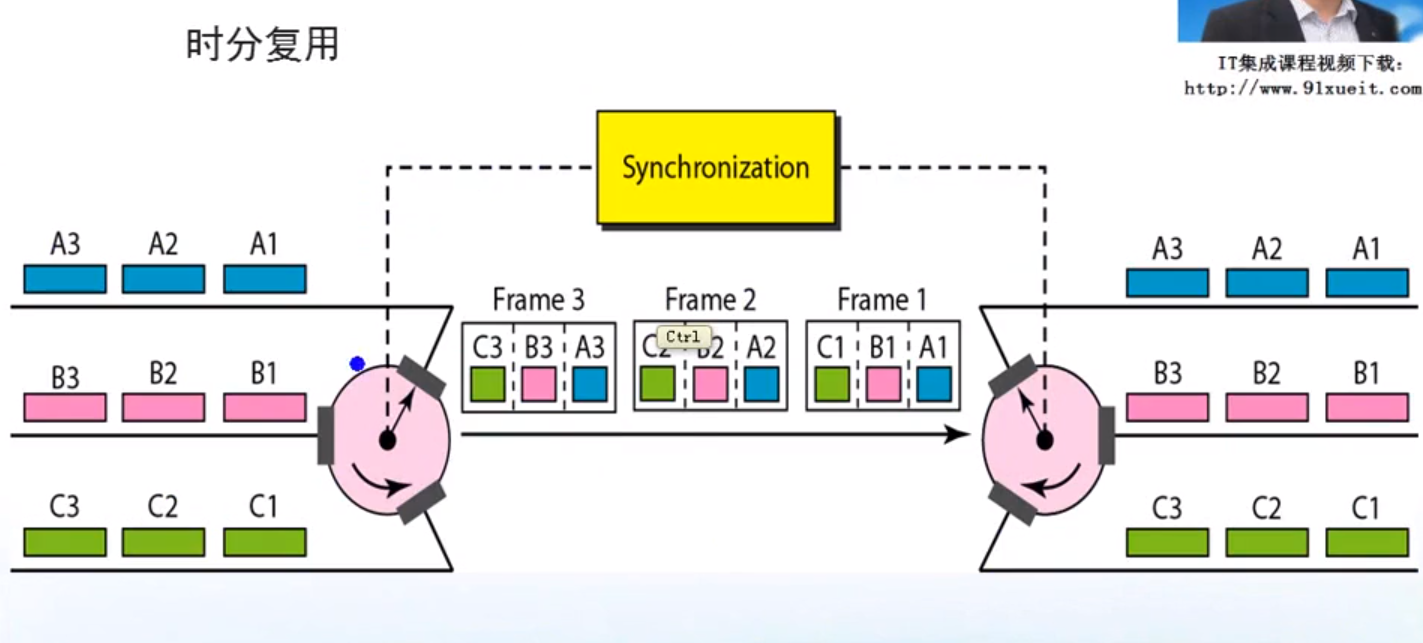 时分复用
IT集成课程视频下载：
http://www.91xueit.com
Synchronization
A3 A2 A1
A3 A2 A1
Frame 3 Frame 2 Frame 1
C3 B3 A3 C2 B2 A2 C1 B1 A1
Ctrl
B3 B2 B1
B3 B2 B1
C3 C2 C1
C3 C2 C1